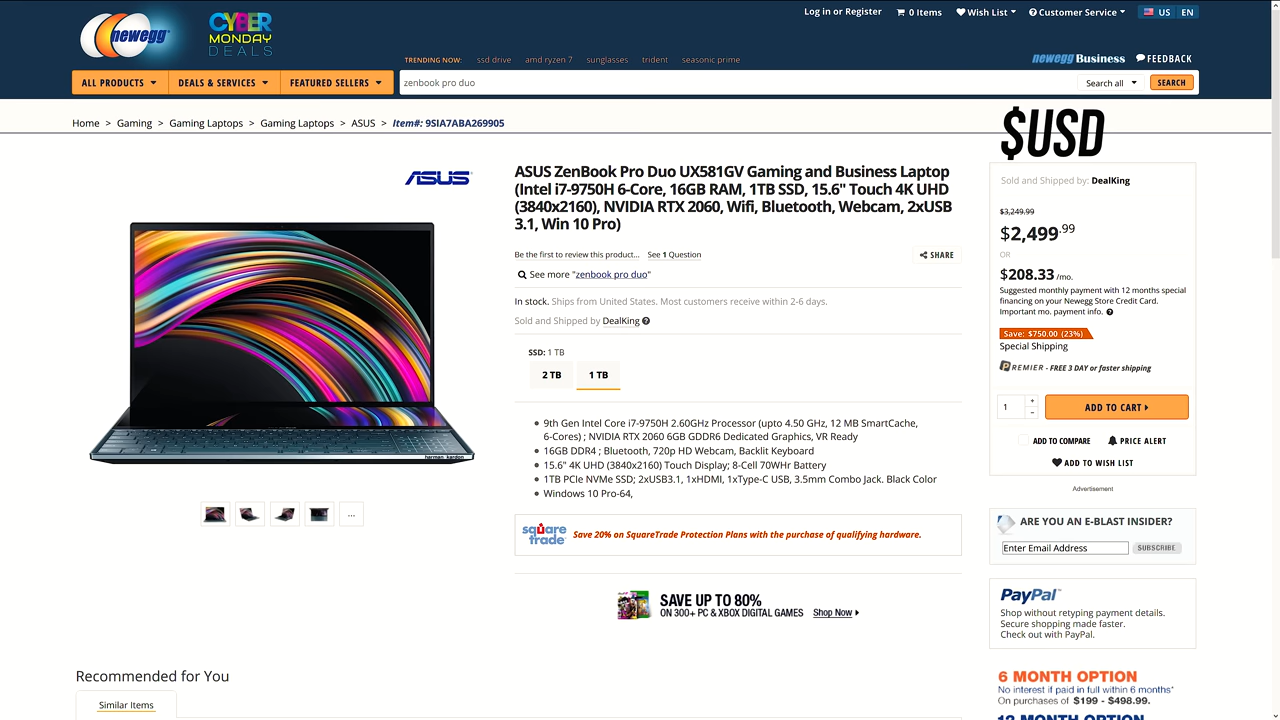 Log in or Register
0 Items
Wish List
Customer Service
US
EN
newegg
CYBER
MONDAY
DEALS
TRENDING NOW:
ssd drive
amd ryzen 7
sunglasses
trident
seasonic prime
newegg Business
FEEDBACK
ALL PRODUCTS
DEALS & SERVICES
FEATURED SELLERS
zenbook pro duo
Search all
SEARCH
Home > Gaming > Gaming Laptops > Gaming Laptops > ASUS > Item#: 9SIA7ABA269905
$USD
ASUS
harman/kardon
...
ASUS ZenBook Pro Duo UX581GV Gaming and Business Laptop
(Intel i7-9750H 6-Core, 16GB RAM, 1TB SSD, 15.6" Touch 4K UHD
(3840x2160), NVIDIA RTX 2060, Wifi, Bluetooth, Webcam, 2xUSB
3.1, Win 10 Pro)
Be the first to review this product...
See 1 Question
SHARE
See more "zenbook pro duo"
In stock. Ships from United States. Most customers receive within 2-6 days.
Sold and Shipped by DealKing
SSD: 1 TB
2 TB
1 TB
9th Gen Intel Core i7-9750H 2.60GHz Processor (upto 4.50 GHz, 12 MB SmartCache,
6-Cores) ; NVIDIA RTX 2060 6GB GDDR6 Dedicated Graphics, VR Ready
16GB DDR4 ; Bluetooth, 720p HD Webcam, Backlit Keyboard
15.6" 4K UHD (3840x2160) Touch Display; 8-Cell 70WHr Battery
1TB PCIe NVMe SSD; 2xUSB3.1, 1xHDMI, 1xType-C USB, 3.5mm Combo Jack. Black Color
Windows 10 Pro-64,
square
trade
Save 20% on SquareTrade Protection Plans with the purchase of qualifying hardware.
SAVE UP TO 80%
ON 300+ PC & XBOX DIGITAL GAMES
Shop Now
Sold and Shipped by: DealKing
$3,249.99
$2,499.99
OR
$208.33 /mo.
Suggested monthly payment with 12 months special
financing on your Newegg Store Credit Card.
Important mo. payment info.
Save: $750.00 (23%)
Special Shipping
PREMIER - FREE 3 DAY or faster shipping
1
+
-
ADD TO CART
ADD TO COMPARE
PRICE ALERT
ADD TO WISH LIST
Advertisement
ARE YOU AN E-BLAST INSIDER?
Enter Email Address
SUBSCRIBE
PayPal
Shop without retyping payment details.
Secure shopping made faster.
Check out with PayPal.
6 MONTH OPTION
No interest if paid in full within 6 months*
On purchases of $199 - $498.99.
12 MONTH OPTION
Recommended for You
Similar Items